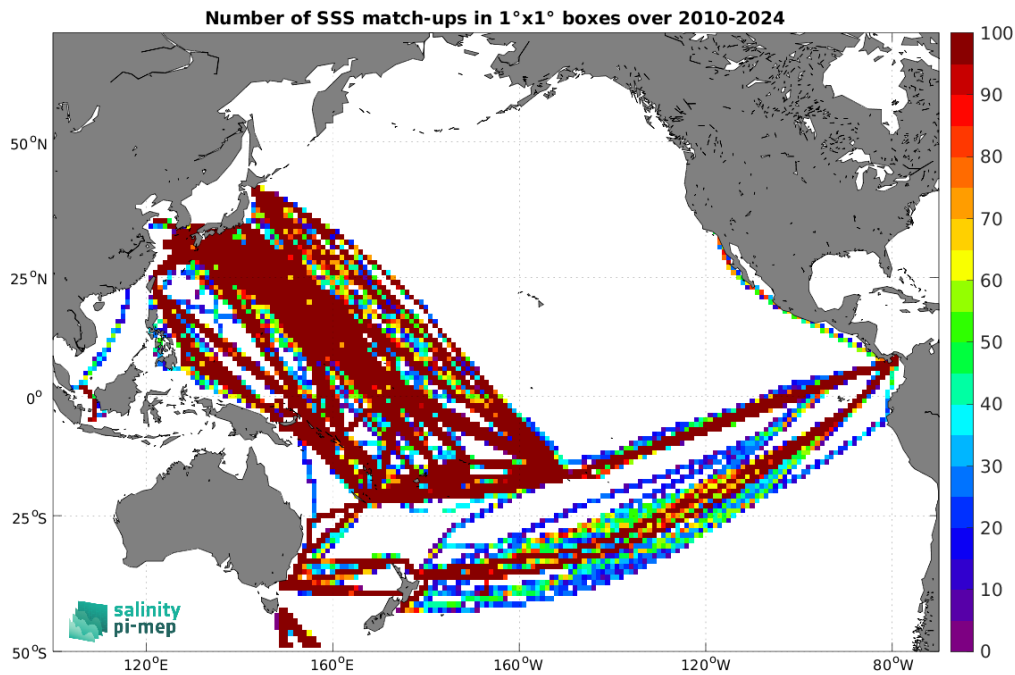 Number of SSS match-ups in 1°x1° boxes over 2010-2024
100
90
80
70
60
50
40
30
20
10
0
50°N
25°N
0°
25°S
50°S
120°E
160°E
160°W
120°W
80°W
salinity
pi-mep